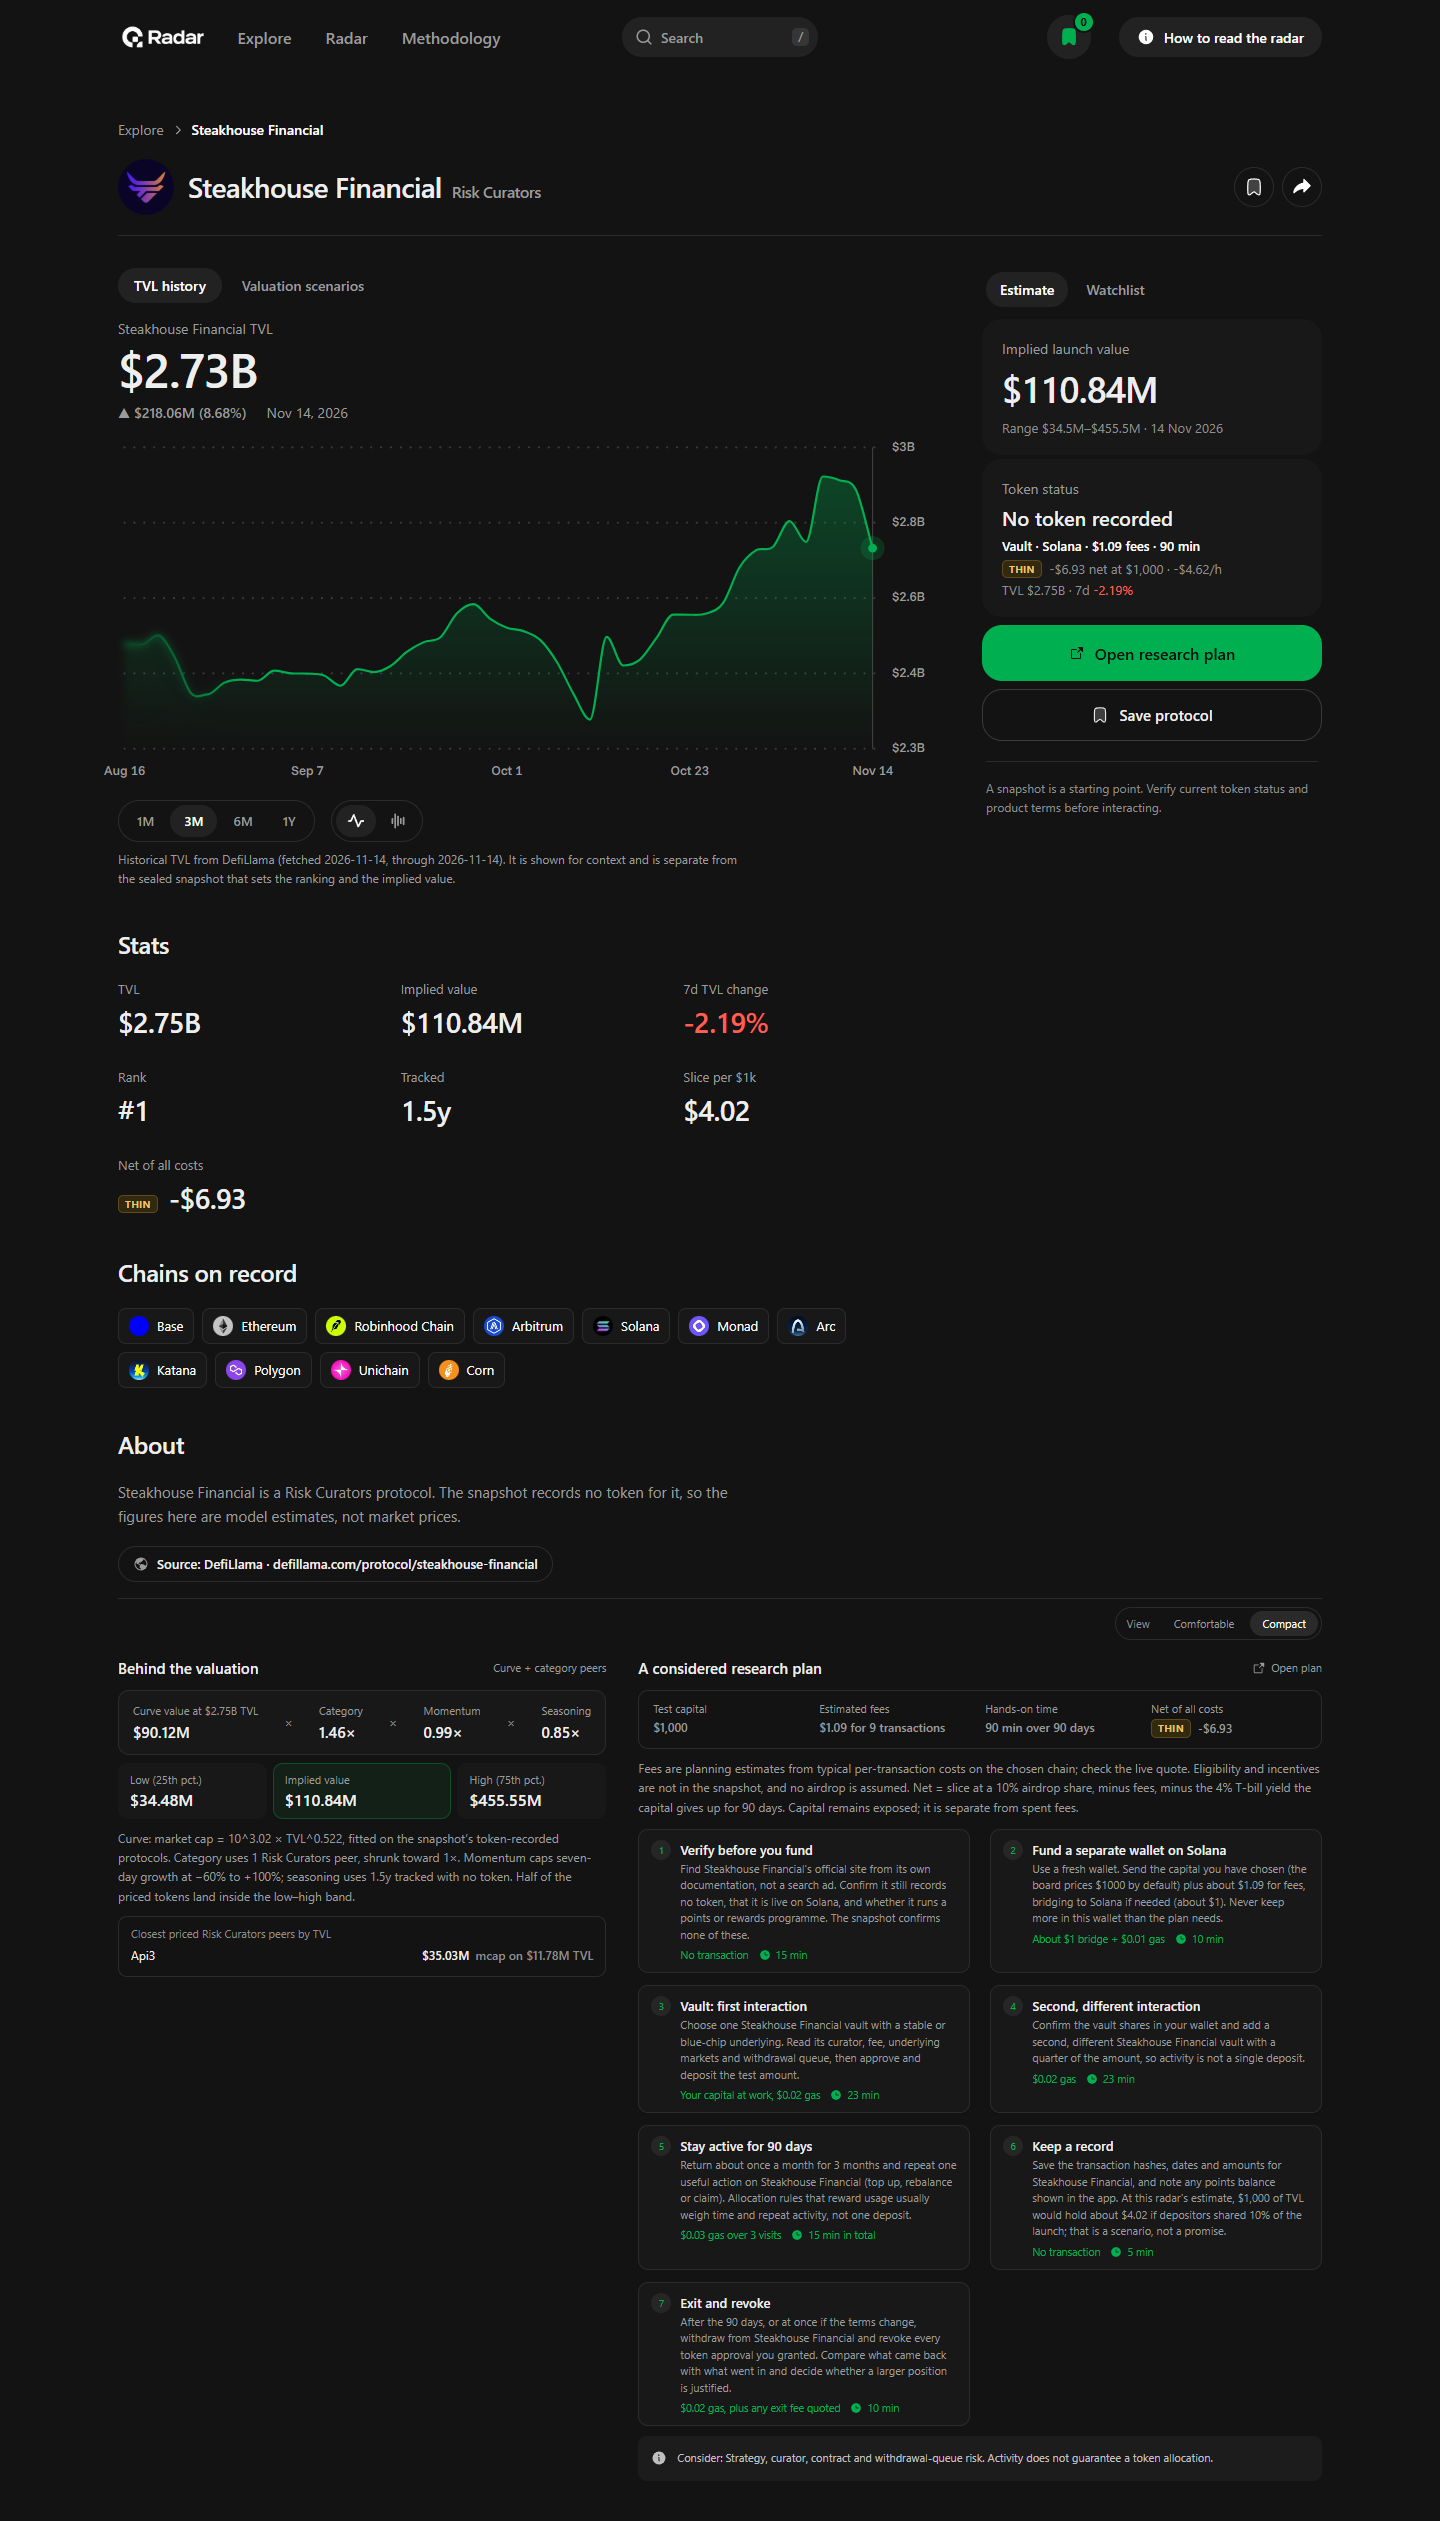 Radar
Explore
Radar
Methodology
Search
/
0
How to read the radar
Explore
Steakhouse Financial
Steakhouse Financial Risk Curators
TVL history
Valuation scenarios
Steakhouse Financial TVL
$2.73B
▲ $218.06M (8.68%)
Nov 14, 2026
$3B
$2.8B
$2.6B
$2.4B
$2.3B
Aug 16
Sep 7
Oct 1
Oct 23
Nov 14
1M
3M
6M
1Y
Historical TVL from DefiLlama (fetched 2026-11-14, through 2026-11-14). It is shown for context and is separate from
the sealed snapshot that sets the ranking and the implied value.
Estimate
Watchlist
Implied launch value
$110.84M
Range $34.5M–$455.5M · 14 Nov 2026
Token status
No token recorded
Vault · Solana · $1.09 fees · 90 min
THIN -$6.93 net at $1,000 · -$4.62/h
TVL $2.75B · 7d -2.19%
Open research plan
Save protocol
A snapshot is a starting point. Verify current token status and
product terms before interacting.
Stats
TVL
$2.75B
Implied value
$110.84M
7d TVL change
-2.19%
Rank
#1
Tracked
1.5y
Slice per $1k
$4.02
Net of all costs
THIN -$6.93
Chains on record
Base
Ethereum
Robinhood Chain
Arbitrum
Solana
Monad
Arc
Katana
Polygon
Unichain
Corn
About
Steakhouse Financial is a Risk Curators protocol. The snapshot records no token for it, so the
figures here are model estimates, not market prices.
Source: DefiLlama · defillama.com/protocol/steakhouse-financial
View
Comfortable
Compact
Behind the valuation
Curve + category peers
Curve value at $2.75B TVL
$90.12M
×
Category
1.46×
×
Momentum
0.99×
×
Seasoning
0.85×
Low (25th pct.)
$34.48M
Implied value
$110.84M
High (75th pct.)
$455.55M
Curve: market cap = 10^3.02 × TVL^0.522, fitted on the snapshot's token-recorded
protocols. Category uses 1 Risk Curators peer, shrunk toward 1×. Momentum caps seven-
day growth at −60% to +100%; seasoning uses 1.5y tracked with no token. Half of the
priced tokens land inside the low–high band.
Closest priced Risk Curators peers by TVL
Api3
$35.03M mcap on $11.78M TVL
A considered research plan
Open plan
Test capital
$1,000
Estimated fees
$1.09 for 9 transactions
Hands-on time
90 min over 90 days
Net of all costs
THIN -$6.93
Fees are planning estimates from typical per-transaction costs on the chosen chain; check the live quote. Eligibility and incentives
are not in the snapshot, and no airdrop is assumed. Net = slice at a 10% airdrop share, minus fees, minus the 4% T-bill yield the
capital gives up for 90 days. Capital remains exposed; it is separate from spent fees.
1
Verify before you fund
Find Steakhouse Financial's official site from its own
documentation, not a search ad. Confirm it still records
no token, that it is live on Solana, and whether it runs a
points or rewards programme. The snapshot confirms
none of these.
No transaction
15 min
2
Fund a separate wallet on Solana
Use a fresh wallet. Send the capital you have chosen (the
board prices $1000 by default) plus about $1.09 for fees,
bridging to Solana if needed (about $1). Never keep
more in this wallet than the plan needs.
About $1 bridge + $0.01 gas
10 min
3
Vault: first interaction
Choose one Steakhouse Financial vault with a stable or
blue-chip underlying. Read its curator, fee, underlying
markets and withdrawal queue, then approve and
deposit the test amount.
Your capital at work, $0.02 gas
23 min
4
Second, different interaction
Confirm the vault shares in your wallet and add a
second, different Steakhouse Financial vault with a
quarter of the amount, so activity is not a single deposit.
$0.02 gas
23 min
5
Stay active for 90 days
Return about once a month for 3 months and repeat one
useful action on Steakhouse Financial (top up, rebalance
or claim). Allocation rules that reward usage usually
weigh time and repeat activity, not one deposit.
$0.03 gas over 3 visits
15 min in total
6
Keep a record
Save the transaction hashes, dates and amounts for
Steakhouse Financial, and note any points balance
shown in the app. At this radar's estimate, $1,000 of TVL
would hold about $4.02 if depositors shared 10% of the
launch; that is a scenario, not a promise.
No transaction
5 min
7
Exit and revoke
After the 90 days, or at once if the terms change,
withdraw from Steakhouse Financial and revoke every
token approval you granted. Compare what came back
with what went in and decide whether a larger position
is justified.
$0.02 gas, plus any exit fee quoted
10 min
Consider: Strategy, curator, contract and withdrawal-queue risk. Activity does not guarantee a token allocation.